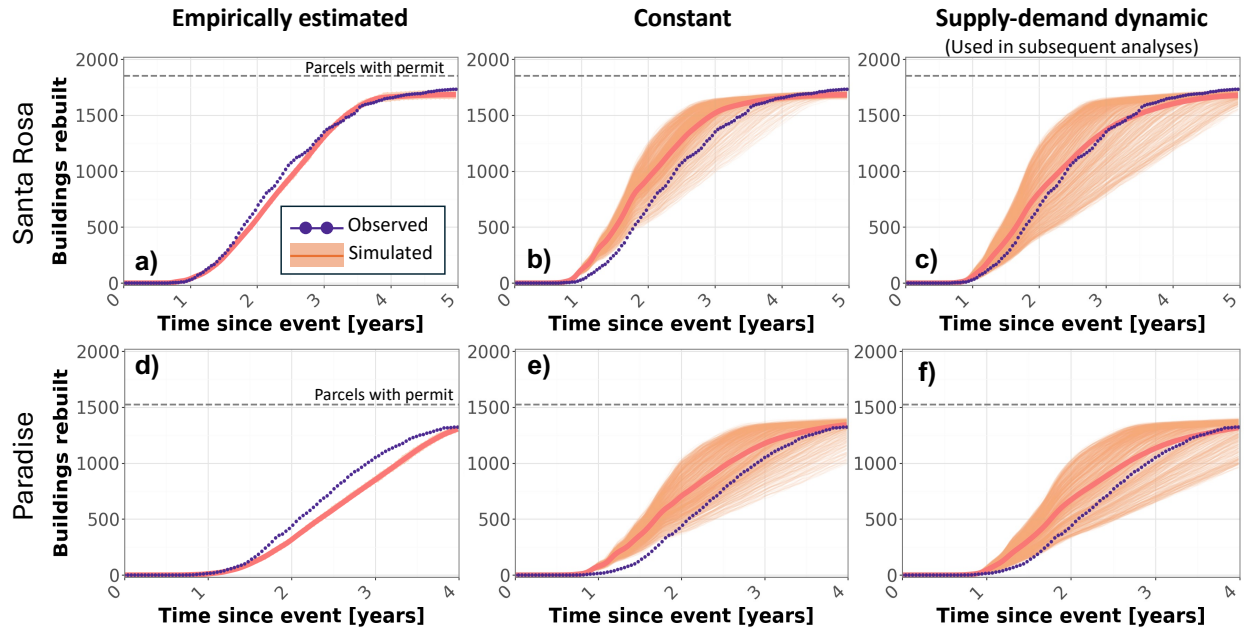 Empirically estimated
Constant
Supply-demand dynamic
(Used in subsequent analyses)
Santa Rosa
Buildings rebuilt
2000
1500
1000
500
0
Parcels with permit
Observed
Simulated
a)
0 1 2 3 4 5
Time since event [years]
2000
1500
1000
500
0
b)
0 1 2 3 4 5
Time since event [years]
2000
1500
1000
500
0
c)
0 1 2 3 4 5
Time since event [years]
Paradise
Buildings rebuilt
2000
1500
1000
500
0
d)
Parcels with permit
0 1 2 3 4
Time since event [years]
2000
1500
1000
500
0
e)
0 1 2 3 4
Time since event [years]
2000
1500
1000
500
0
f)
0 1 2 3 4
Time since event [years]